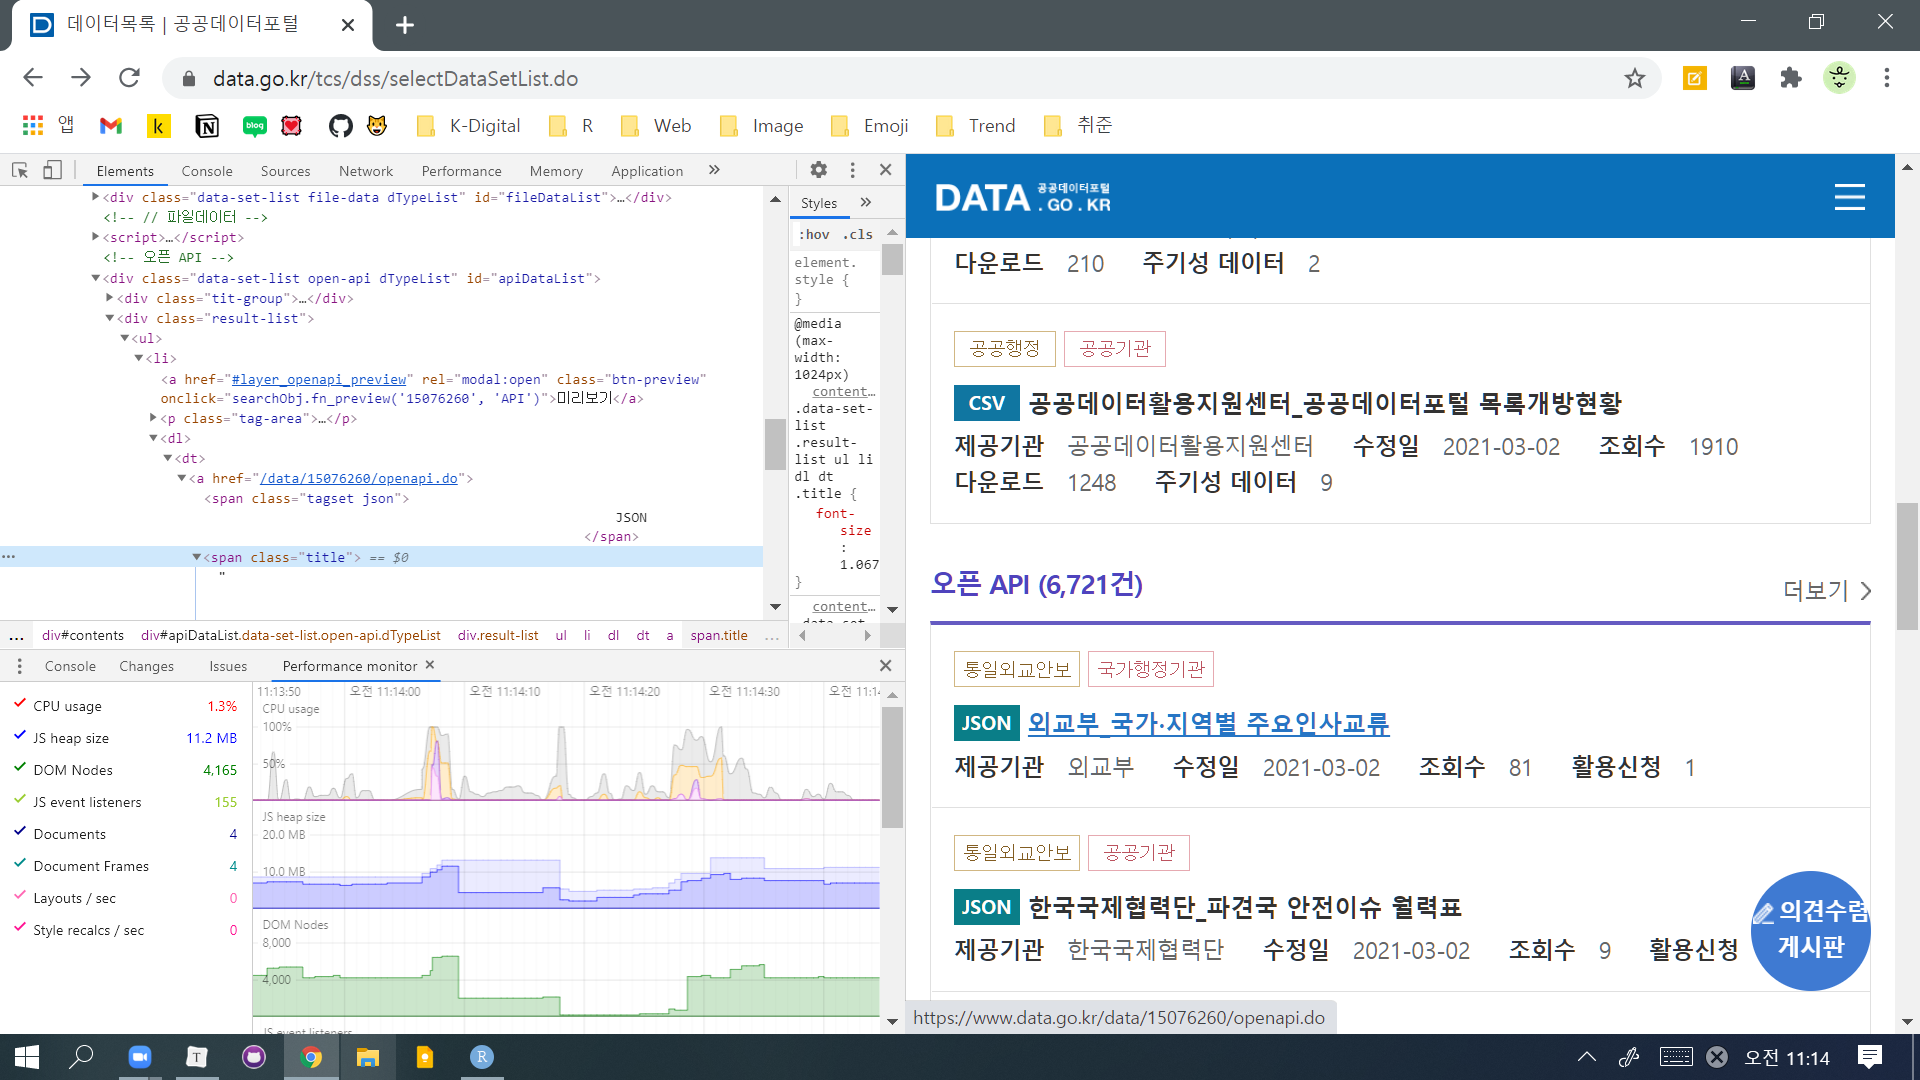 데이터목록 | 공공데이터포털
data.go.kr/tcs/dss/selectDataSetList.do
앱
K-Digital
R
Web
Image
Emoji
Trend
취준
Elements
Console
Sources
Network
Performance
Memory
Application
<div class="data-set-list file-data dTypeList" id="fileDataList">…</div>
<!-- // 파일데이터 -->
<script>…</script>
<!-- 오픈 API -->
<div class="data-set-list open-api dTypeList" id="apiDataList">
<div class="tit-group">…</div>
<div class="result-list">
<ul>
<li>
<a href="#layer_openapi_preview" rel="modal:open" class="btn-preview"
onclick="searchObj.fn_preview('15076260', 'API')">미리보기</a>
<p class="tag-area">…</p>
<dl>
<dt>
<a href="/data/15076260/openapi.do">
<span class="tagset json">
JSON
</span>
<span class="title"> == $0
"
... div#contents div#apiDataList.data-set-list.open-api.dTypeList div.result-list ul li dl dt a span.title ...
Styles
:hov .cls
element.
style {
}
@media
(max-
width:
1024px)
content…
.data-set-
list
.result-
list ul li
dl dt
.title {
font-
size
:
1.067
}
content…
Console
Changes
Issues
Performance monitor
CPU usage 1.3%
JS heap size 11.2 MB
DOM Nodes 4,165
JS event listeners 155
Documents 4
Document Frames 4
Layouts / sec 0
Style recalcs / sec 0
11:13:50 오전 11:14:00 오전 11:14:10 오전 11:14:20 오전 11:14:30 오전 11:14
CPU usage
100%
50%
JS heap size
20.0 MB
10.0 MB
DOM Nodes
8,000
4,000
JS event listeners
DATA 공공데이터포털
.GO.KR
다운로드 210 주기성 데이터 2
공공행정 공공기관
CSV 공공데이터활용지원센터_공공데이터포털 목록개방현황
제공기관 공공데이터활용지원센터 수정일 2021-03-02 조회수 1910
다운로드 1248 주기성 데이터 9
오픈 API (6,721건)
더보기
통일외교안보 국가행정기관
JSON 외교부_국가·지역별 주요인사교류
제공기관 외교부 수정일 2021-03-02 조회수 81 활용신청 1
통일외교안보 공공기관
JSON 한국국제협력단_파견국 안전이슈 월력표
제공기관 한국국제협력단 수정일 2021-03-02 조회수 9 활용신청
의견수렴
게시판
https://www.data.go.kr/data/15076260/openapi.do
오전 11:14